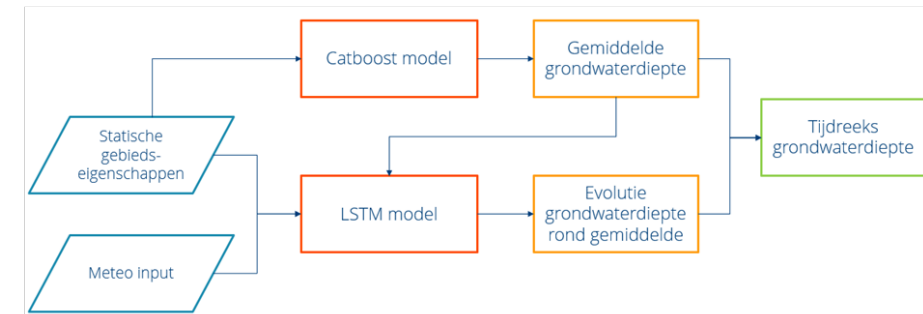 Catboost model
Gemiddelde
grondwaterdiepte
Statische
gebieds-
eigenschappen
Tijdreeks
grondwaterdiepte
LSTM model
Evolutie
grondwaterdiepte
rond gemiddelde
Meteo input